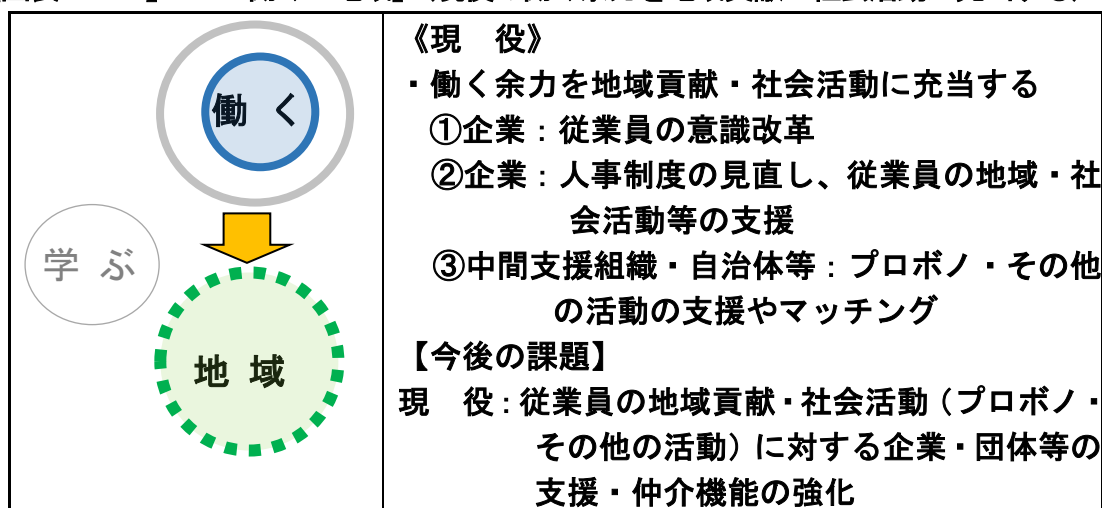 働 く
学 ぶ
地 域
《現　役》
・働く余力を地域貢献・社会活動に充当する
①企業：従業員の意識改革
②企業：人事制度の見直し、従業員の地域・社
会活動等の支援
③中間支援組織・自治体等：プロボノ・その他
の活動の支援やマッチング
【今後の課題】
現　役：従業員の地域貢献・社会活動（プロボノ・
その他の活動）に対する企業・団体等の
支援・仲介機能の強化